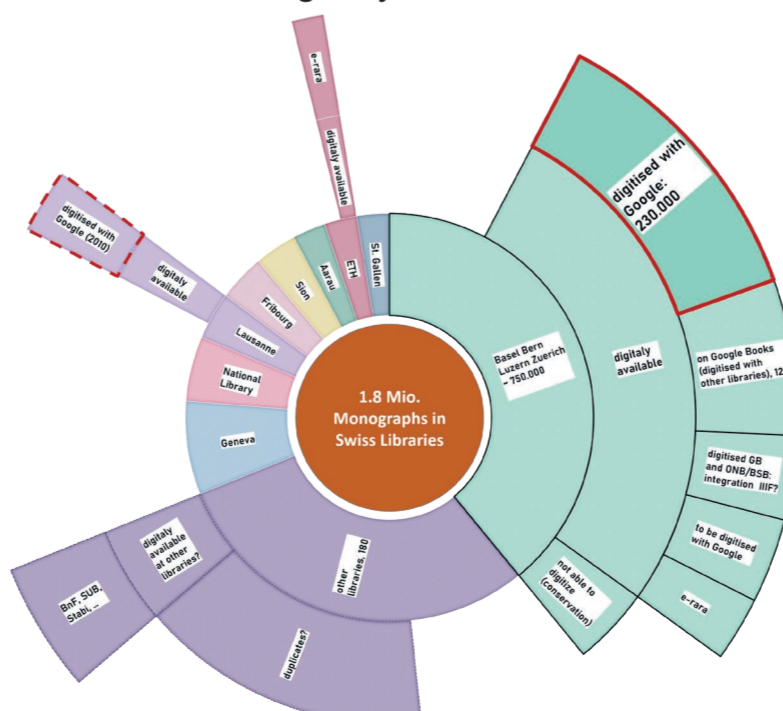 e-rara
digitaly available
digitised with
Google:
230.000
digitised with
Google (2010)
digitaly
available
St. Gallen
ETH
Aarau
Sion
Fribourg
Lausanne
National
Library
Geneva
Basel Bern
Luzern Zuerich
~ 750.000
digitaly
available
on Google Books
(digitised with
other libraries), 12
1.8 Mio.
Monographs in
Swiss Libraries
digitised GB
and ONB/BSB:
integration IIIF?
to be digitised
with Google
e-rara
not able to
digitize
(conservation)
other
libraries, 180
digitaly
available
at other
libraries?
BnF, SUB,
Stabi, ...
duplicates?